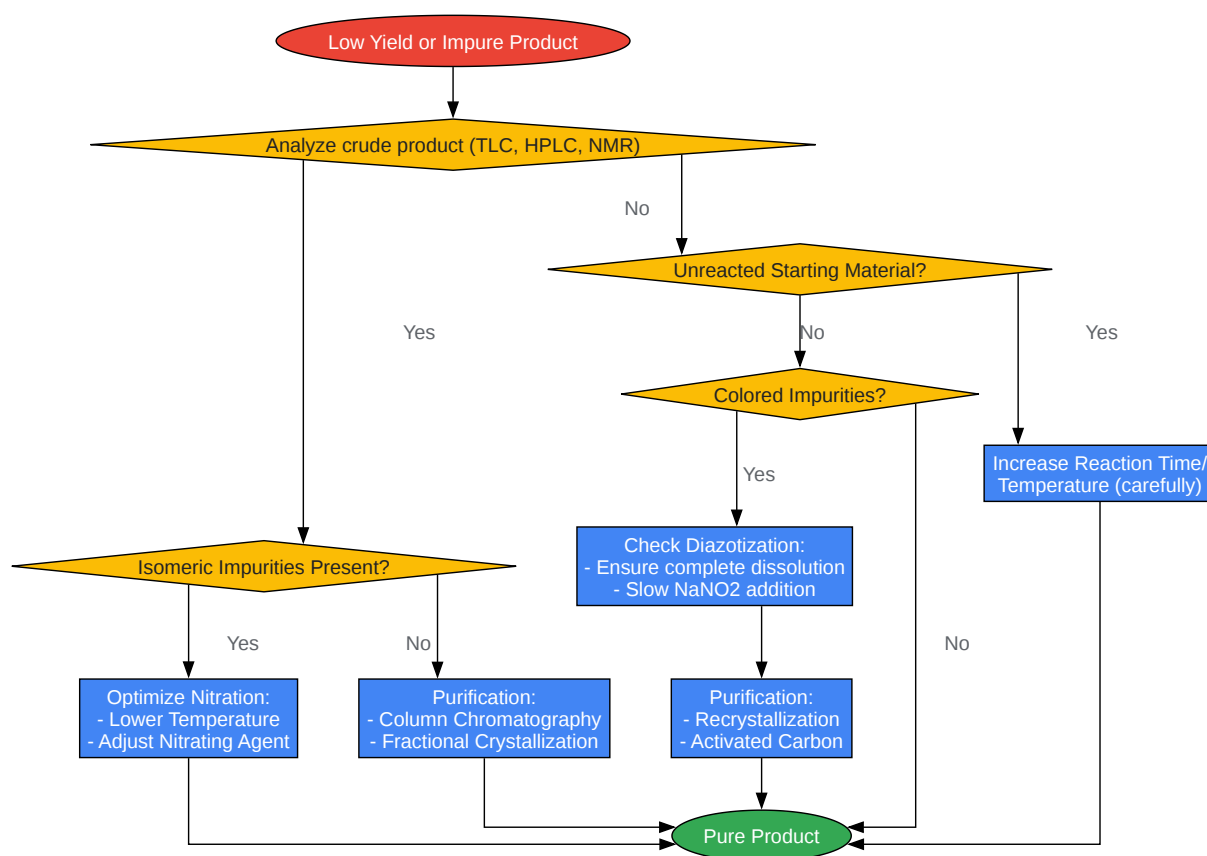 Low Yield or Impure Product
Analyze crude product (TLC, HPLC, NMR)
No
Unreacted Starting Material?
Yes
No
Yes
Colored Impurities?
Increase Reaction Time/
Temperature (carefully)
Yes
Check Diazotization:
- Ensure complete dissolution
- Slow NaNO2 addition
Isomeric Impurities Present?
Yes
No
No
Optimize Nitration:
- Lower Temperature
- Adjust Nitrating Agent
Purification:
- Column Chromatography
- Fractional Crystallization
Purification:
- Recrystallization
- Activated Carbon
Pure Product